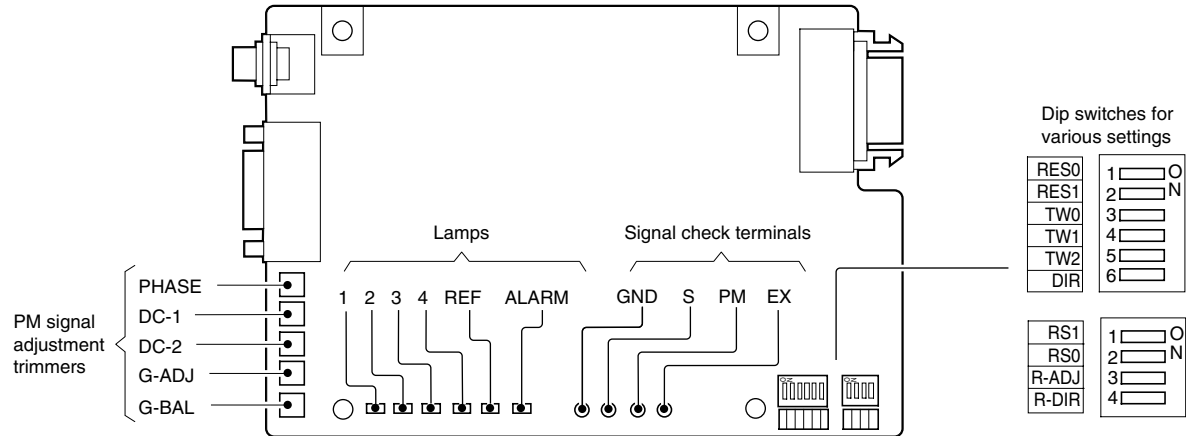 Dip switches for
various settings
RES0
RES1
TW0
TW1
TW2
DIR
1
2
3
4
5
6
O
N
RS1
RS0
R-ADJ
R-DIR
1
2
3
4
O
N
Lamps
1 2 3 4 REF ALARM
Signal check terminals
GND S PM EX
PM signal
adjustment
trimmers
PHASE
DC-1
DC-2
G-ADJ
G-BAL
ON
ON